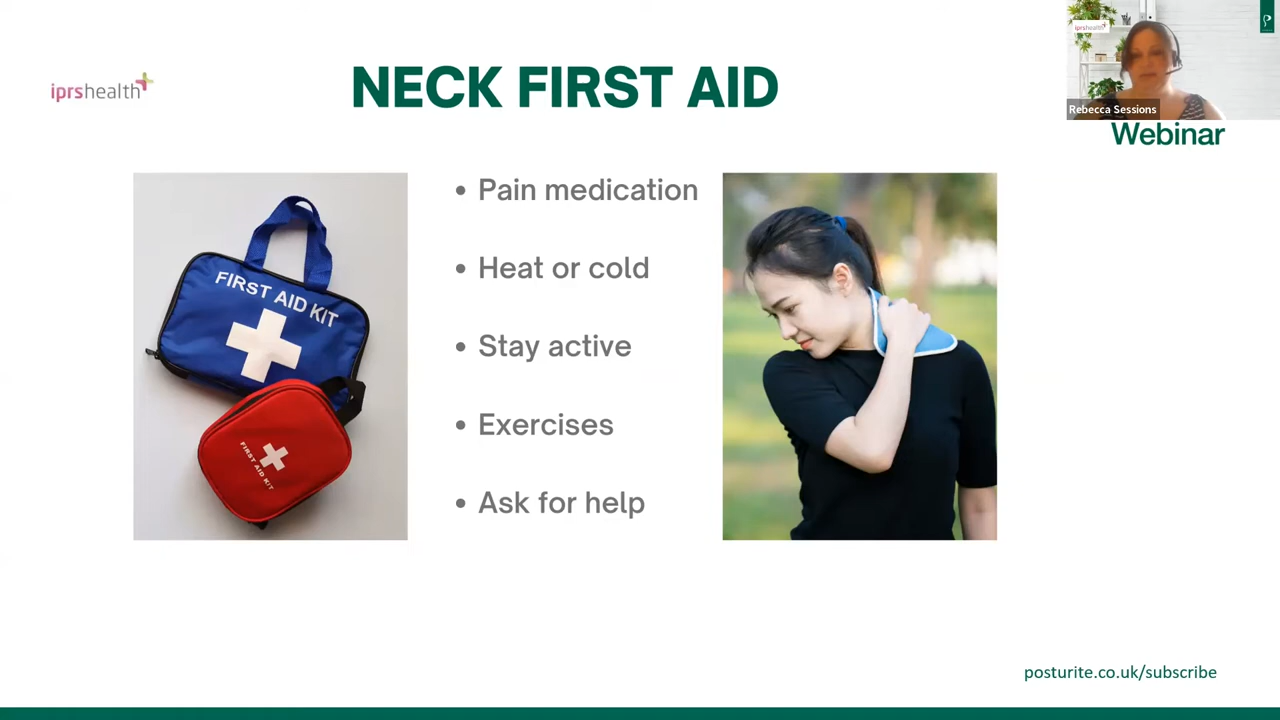 iprshealth
NECK FIRST AID
iprshealth
Rebecca Sessions
Webinar
FIRST AID KIT
FIRST AID KIT
• Pain medication
• Heat or cold
• Stay active
• Exercises
• Ask for help
posturite.co.uk/subscribe